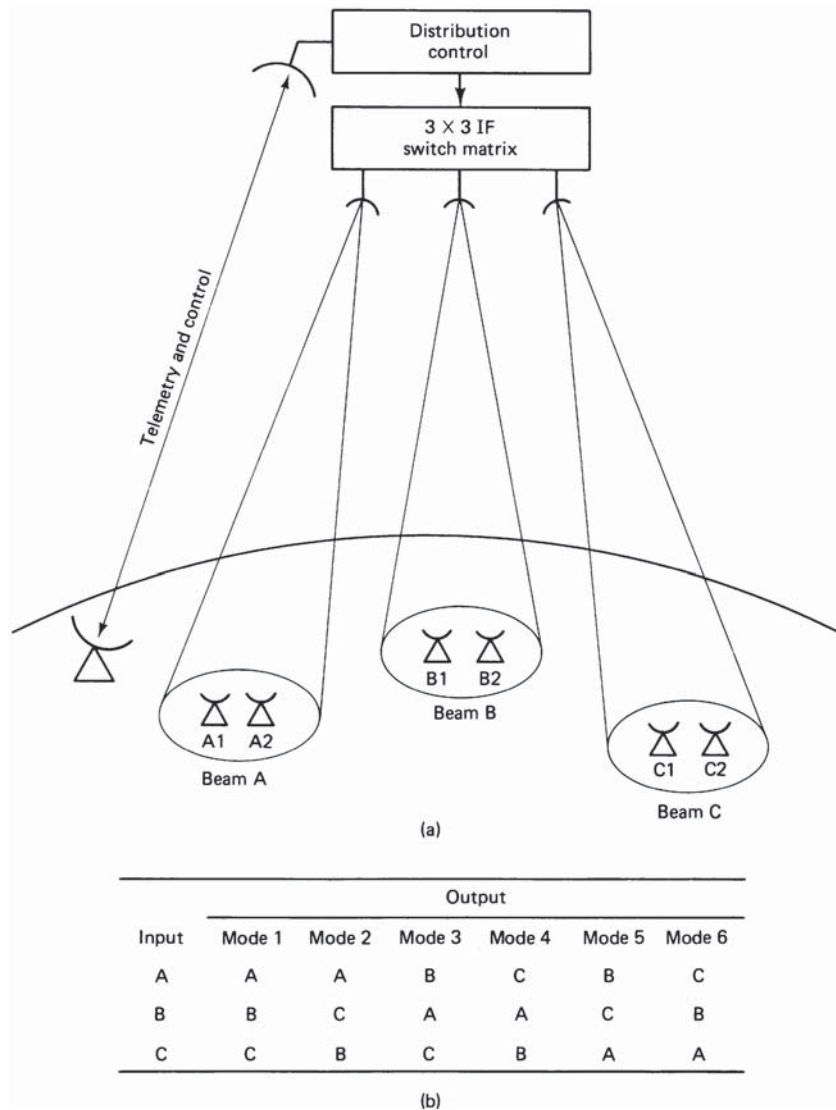 Distribution
control
3 X 3 IF
switch matrix
Telemetry and control
B1 B2
Beam B
A1 A2
Beam A
C1 C2
Beam C
(a)
Output
Input Mode 1 Mode 2 Mode 3 Mode 4 Mode 5 Mode 6
A A A B C B C
B B C A A C B
C C B C B A A
(b)